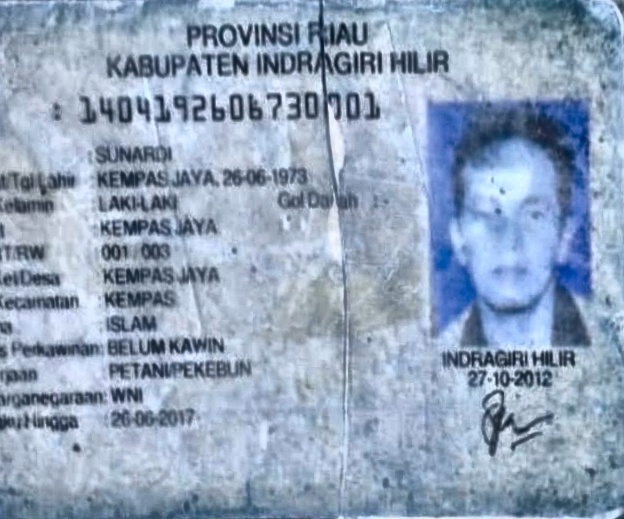 PROVINSI RIAU
KABUPATEN INDRAGIRI HILIR
: 1404192606730001
: SUNARDI
t/Tgl Lahir : KEMPAS JAYA, 26-06-1973
Kelamin : LAKI-LAKI Gol Darah : -
: KEMPAS JAYA
T/RW : 001 / 003
Kel/Desa : KEMPAS JAYA
Kecamatan : KEMPAS
: ISLAM
s Perkawinan: BELUM KAWIN
: PETANI/PEKEBUN
arganegaraan: WNI
aku Hingga : 26-06-2017
INDRAGIRI HILIR
27-10-2012